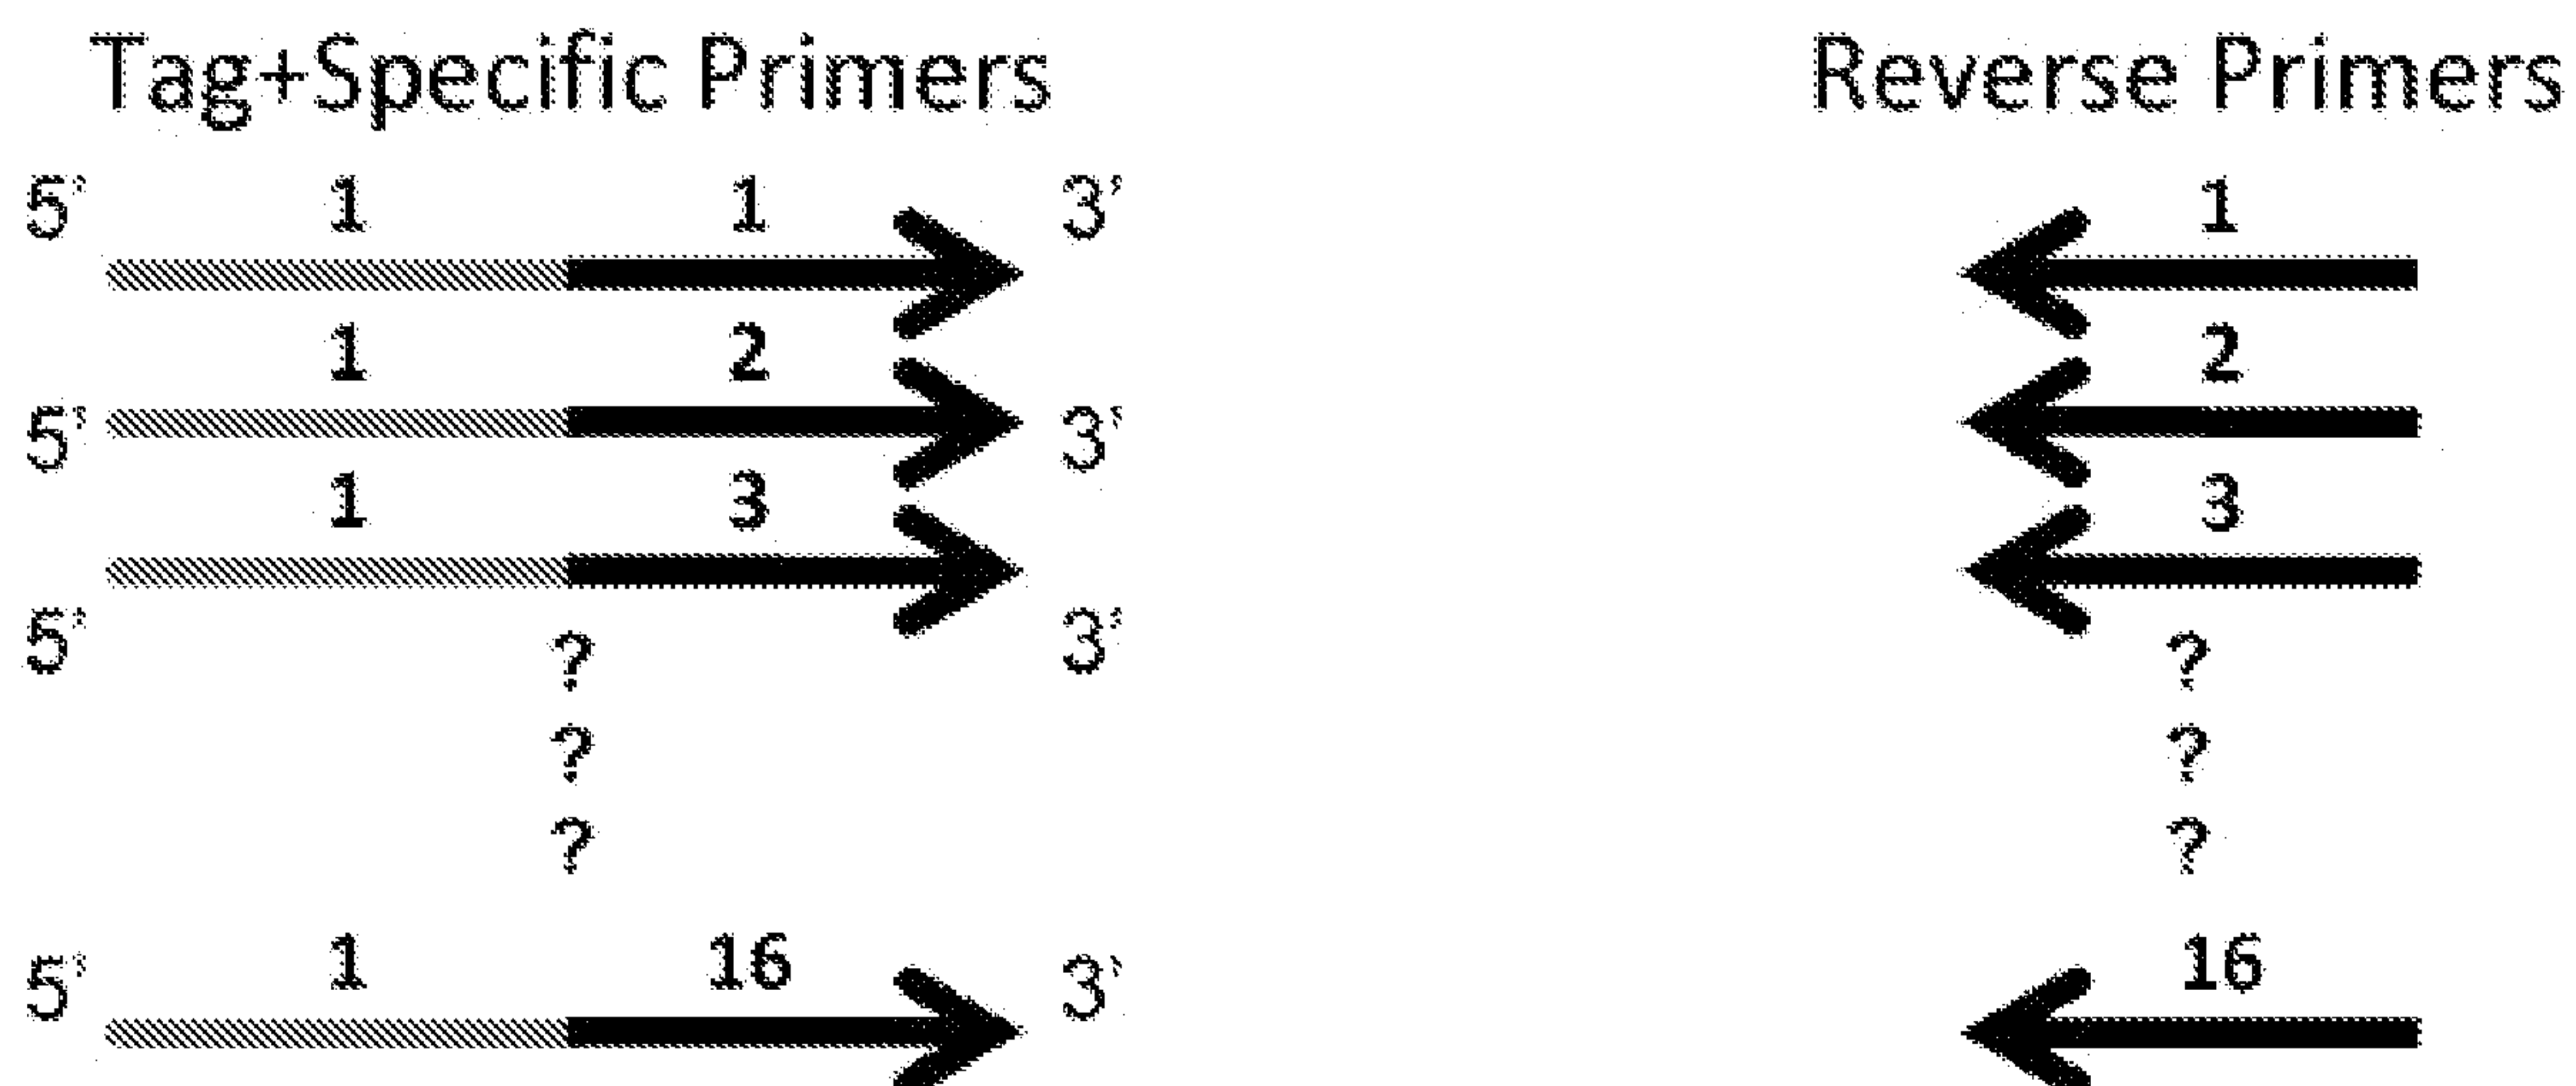 Tag+Specific Primers Reverse Primers
5’ 1 1 3’ 1
1 2 2
5’ 3’
1 3 3
5’ 3’
? ?
? ?
? ?
5’ 1 16 3’ 16